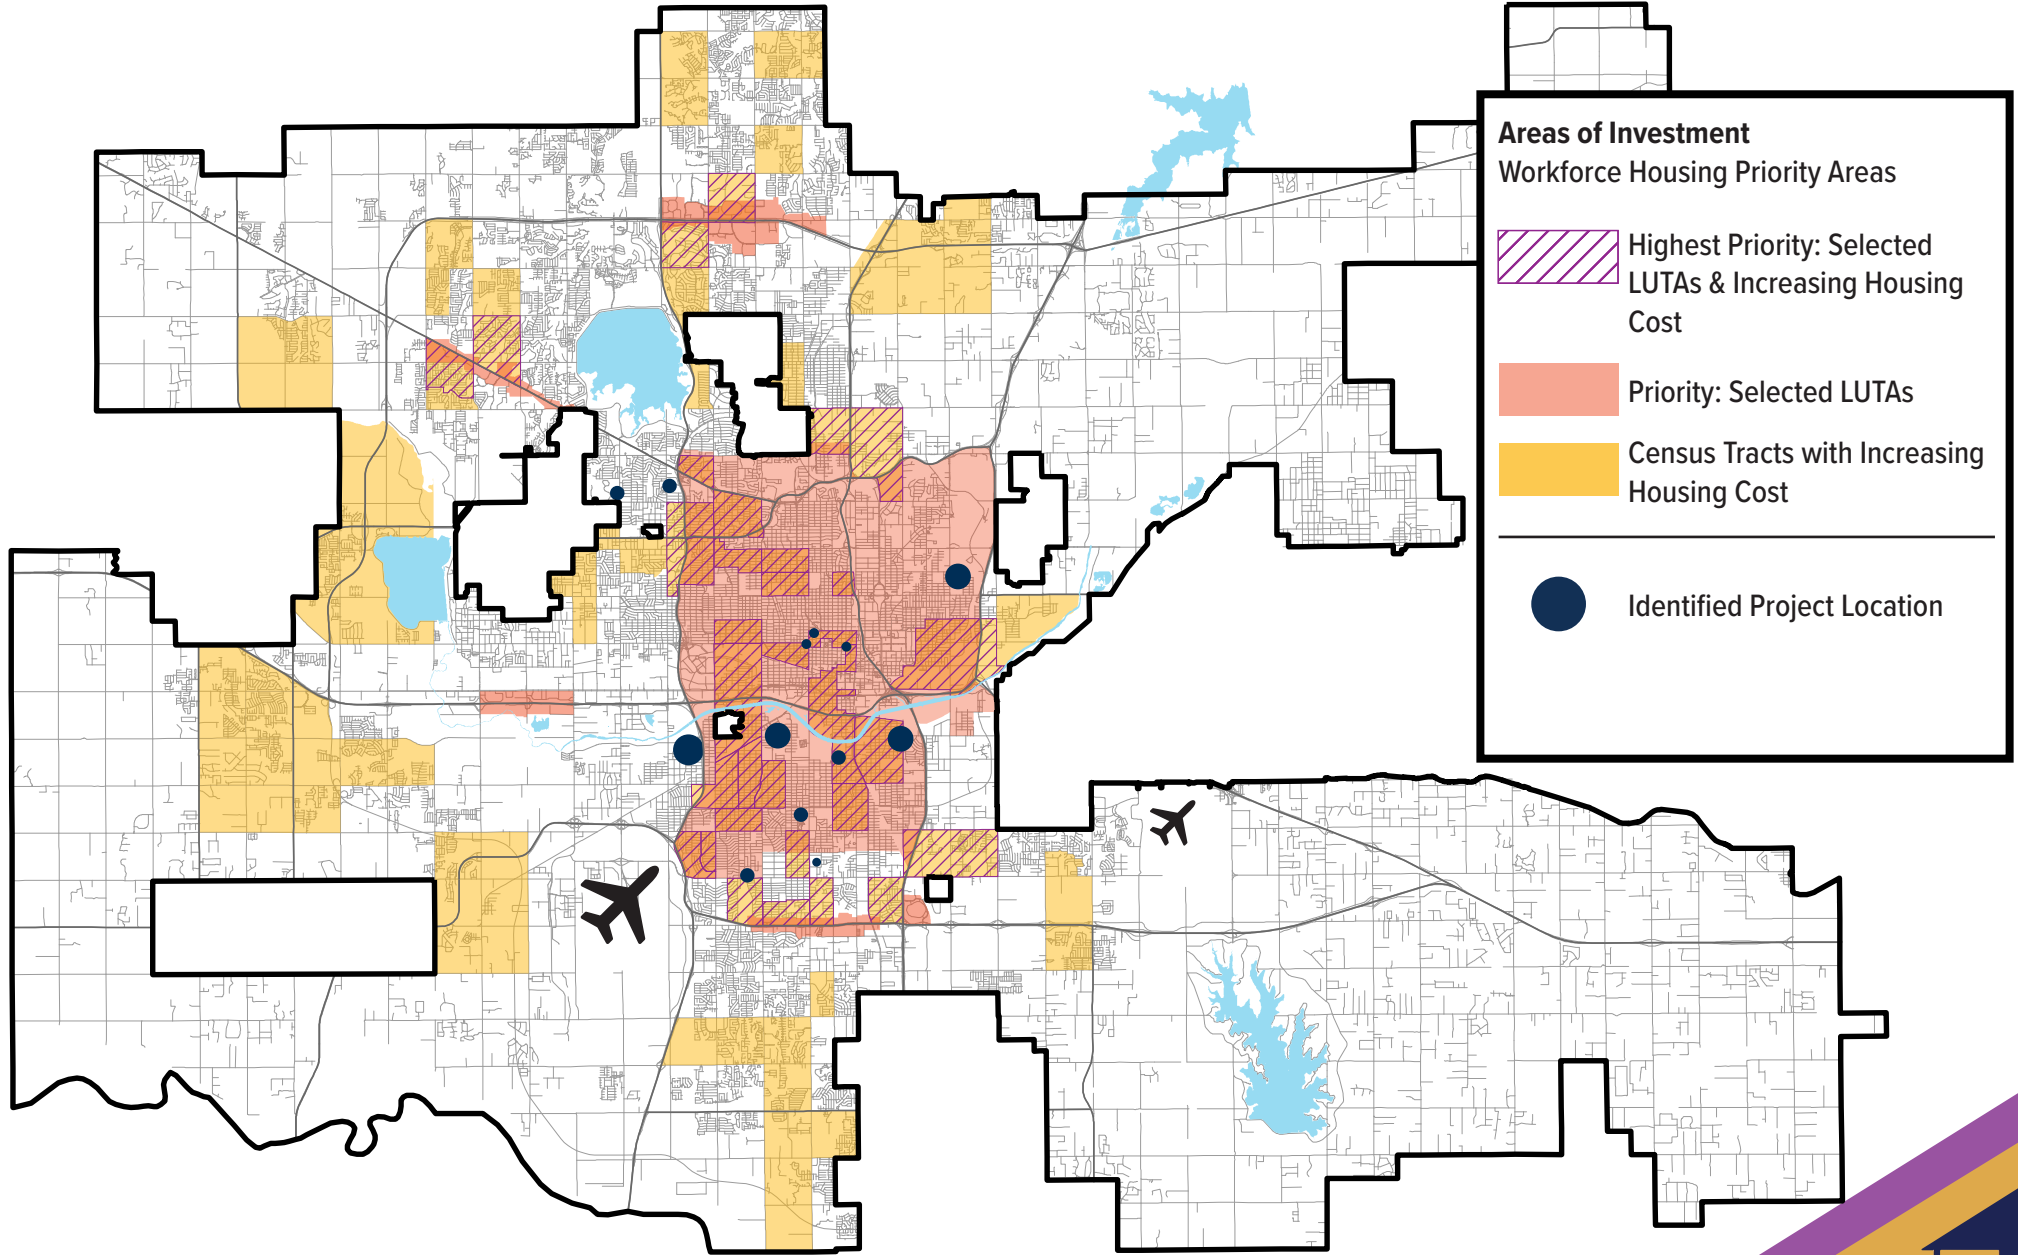 Areas of Investment
Workforce Housing Priority Areas
Highest Priority: Selected
LUTAs & Increasing Housing
Cost
Priority: Selected LUTAs
Census Tracts with Increasing
Housing Cost
Identified Project Location